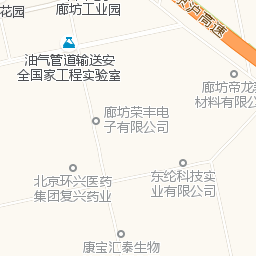 花园
廊坊工业园
京沪高速
油气管道输送安
全国家工程实验室
廊坊帝龙新
材料有限公
廊坊荣丰电
子有限公司
东纶科技实
业有限公司
北京环兴医药
集团复兴药业
康宝汇泰生物